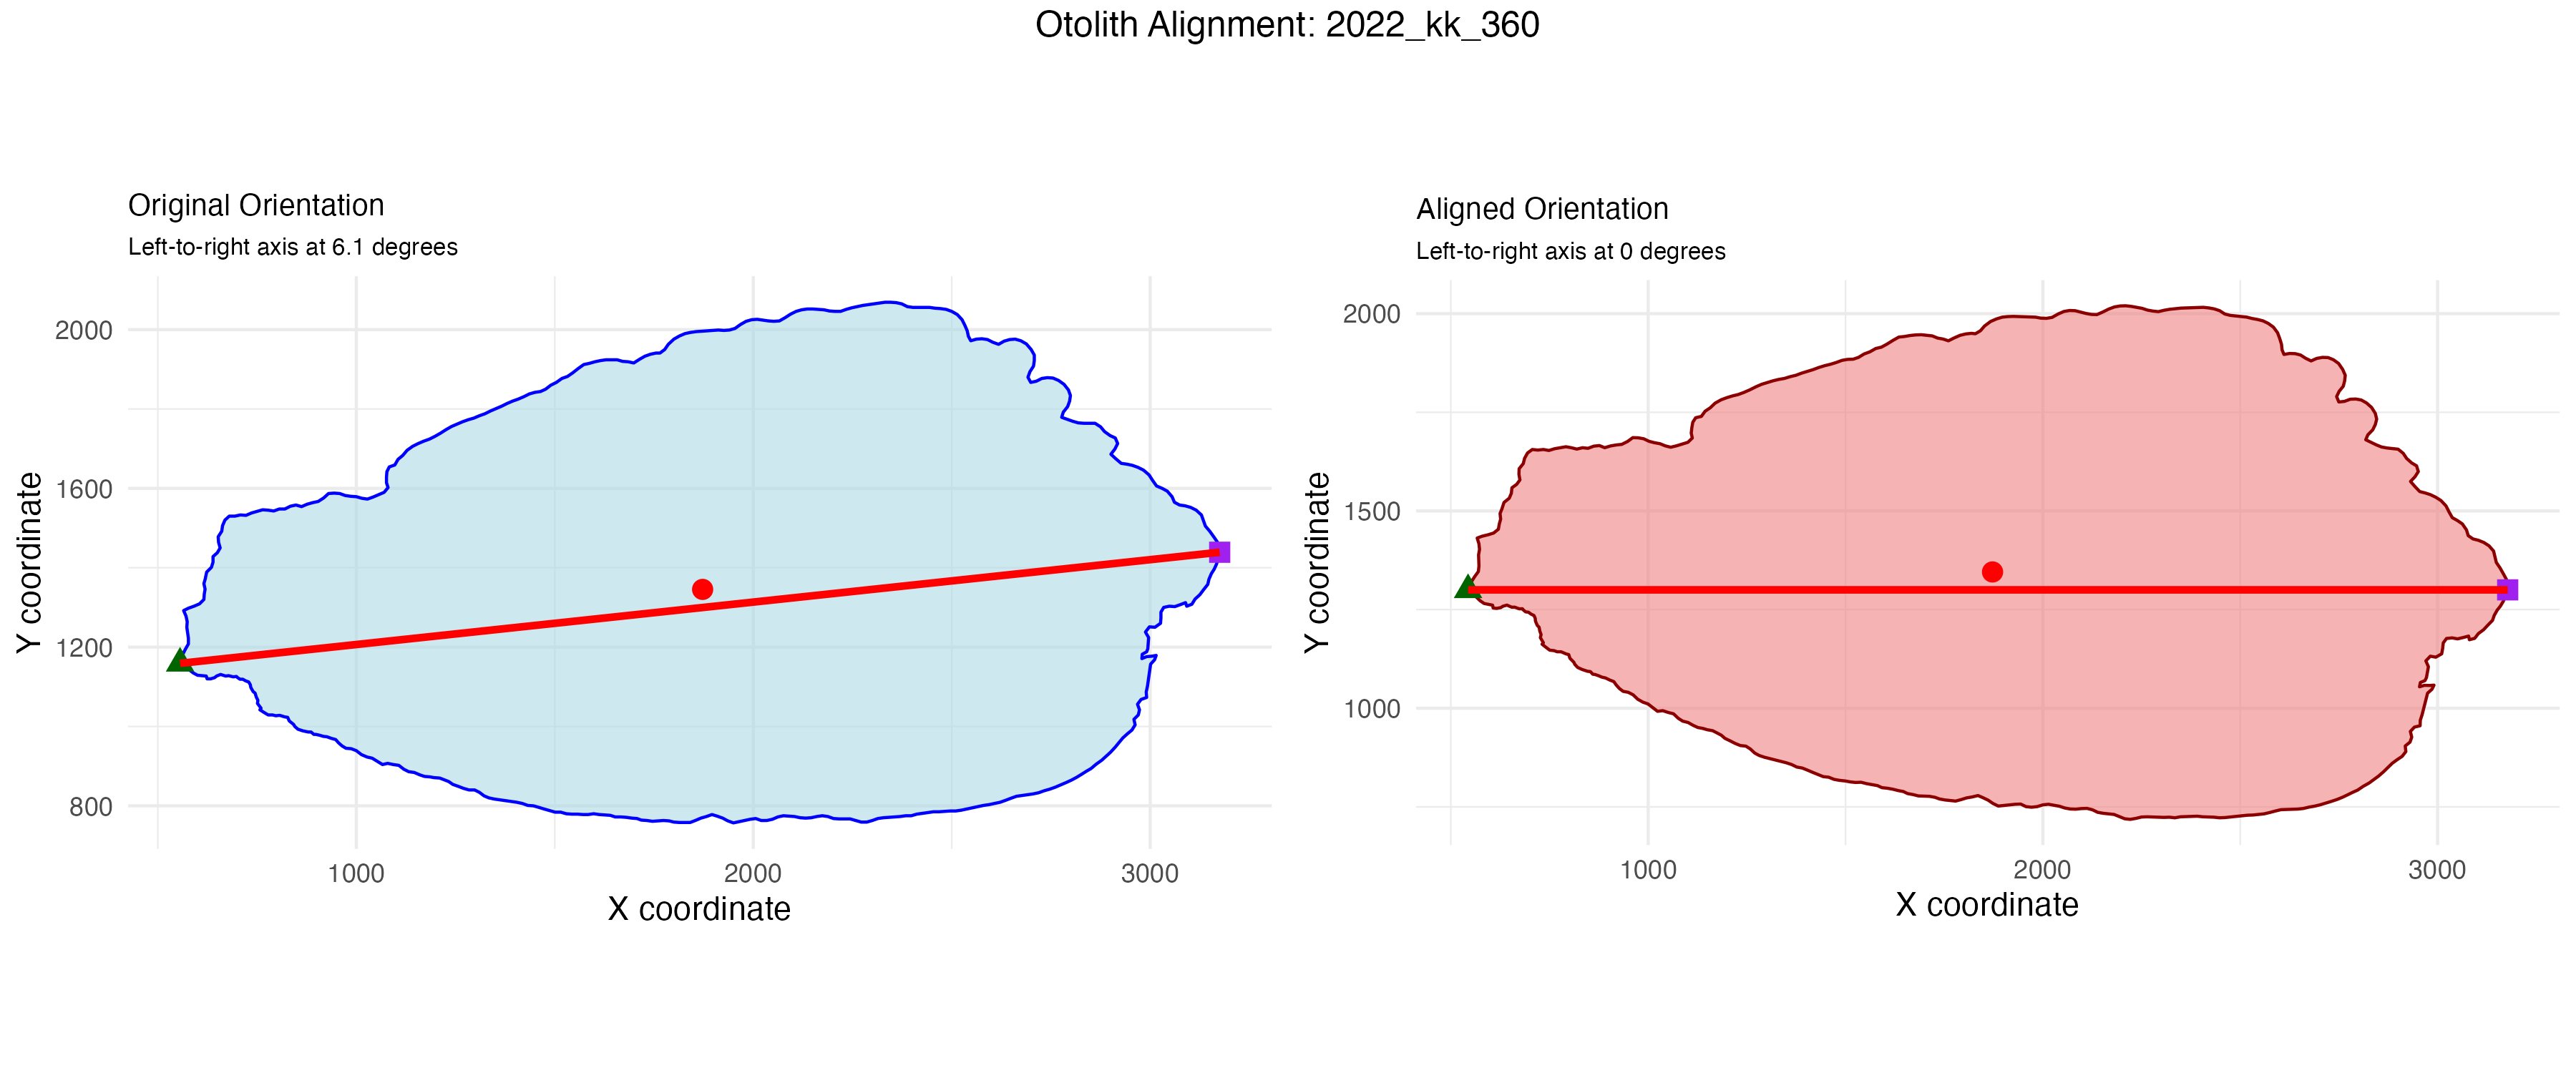 Otolith Alignment: 2022_kk_360
Original Orientation
Left-to-right axis at 6.1 degrees
2000
1600
1200
800
Y coordinate
1000
2000
3000
X coordinate
Aligned Orientation
Left-to-right axis at 0 degrees
2000
1500
1000
Y coordinate
1000
2000
3000
X coordinate